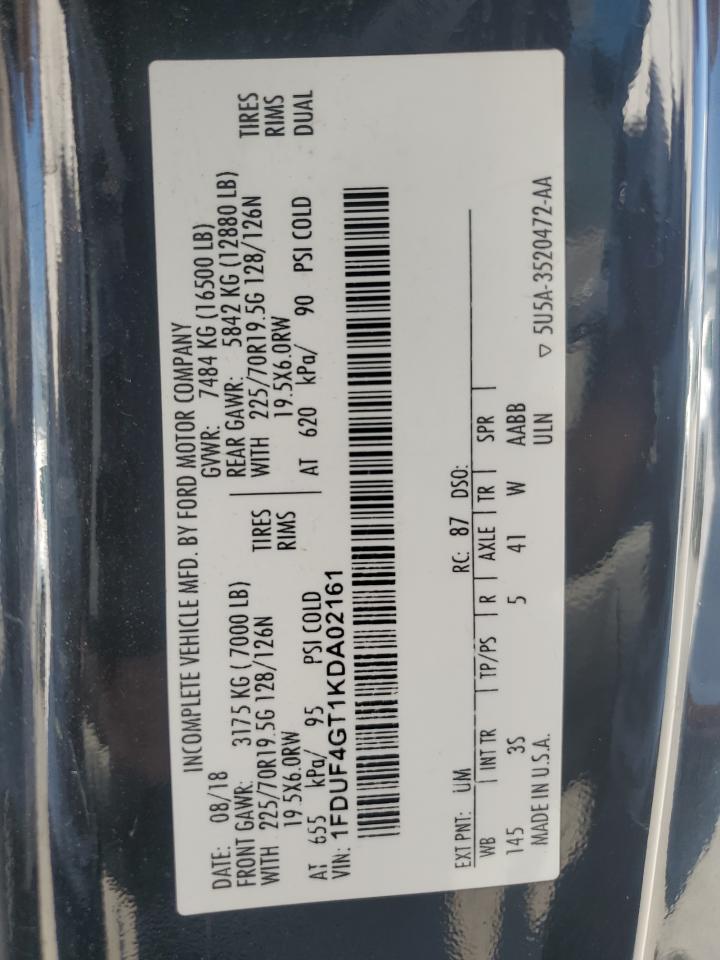 INCOMPLETE VEHICLE MFD. BY FORD MOTOR COMPANY
DATE: 08/18 GVWR: 7484 KG (16500 LB)
FRONT GAWR: 3175 KG ( 7000 LB) REAR GAWR: 5842 KG (12880 LB)
WITH 225/70R19.5G 128/126N TIRES WITH 225/70R19.5G 128/126N TIRES
19.5X6.0RW RIMS 19.5X6.0RW RIMS
AT 655 kPa/ 95 PSI COLD AT 620 kPa/ 90 PSI COLD DUAL
VIN: 1FDUF4GT1KDA02161
EXT PNT: UM RC: 87 DSO:
WB INT TR TP/PS R AXLE TR SPR
145 3S 5 41 W AABB
MADE IN U.S.A. ULN
▽ 5U5A-3520472-AA